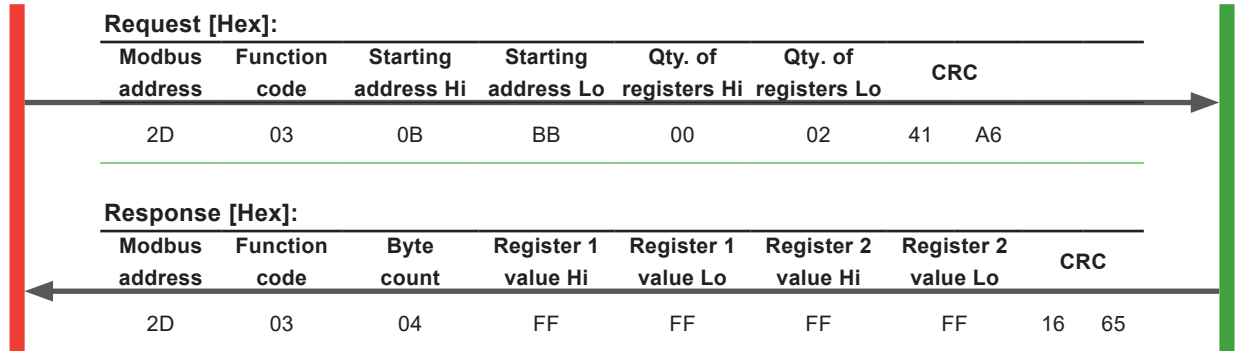 Request [Hex]:
Modbus address Function code Starting address Hi Starting address Lo Qty. of registers Hi Qty. of registers Lo CRC
2D 03 0B BB 00 02 41 A6
Response [Hex]:
Modbus address Function code Byte count Register 1 value Hi Register 1 value Lo Register 2 value Hi Register 2 value Lo CRC
2D 03 04 FF FF FF FF 16 65